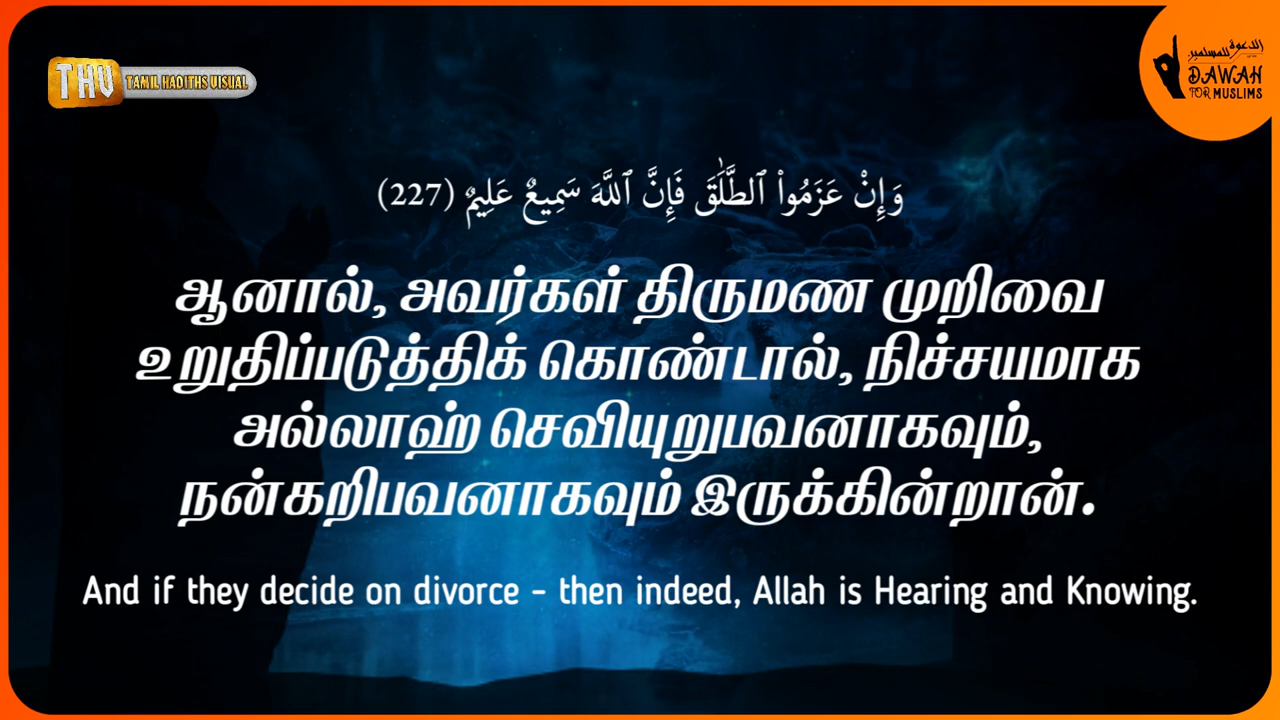 THV TAMIL HADITHS VISUAL
الدعوة للمسلمين
DAWAH
FOR MUSLIMS
وَإِنْ عَزَمُوا۟ ٱلطَّلَٰقَ فَإِنَّ ٱللَّهَ سَمِيعٌ عَلِيمٌ (227)
ஆனால், அவர்கள் திருமண முறிவை
உறுதிப்படுத்திக் கொண்டால், நிச்சயமாக
அல்லாஹ் செவியுறுபவனாகவும்,
நன்கறிபவனாகவும் இருக்கின்றான்.
And if they decide on divorce - then indeed, Allah is Hearing and Knowing.